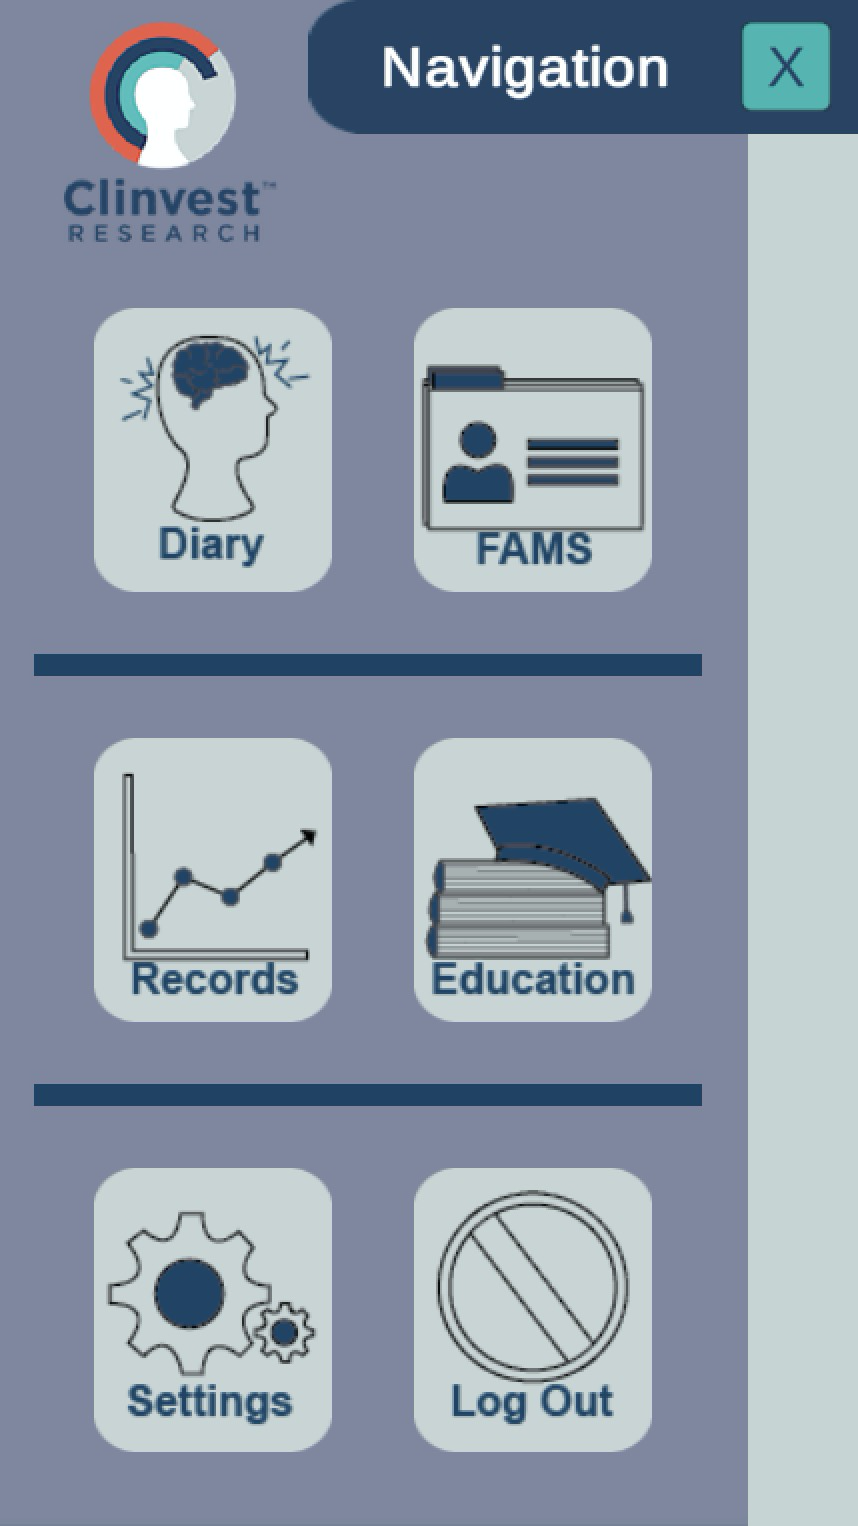 Navigation
X
Clinvest™
RESEARCH
Diary
FAMS
Records
Education
Settings
Log Out